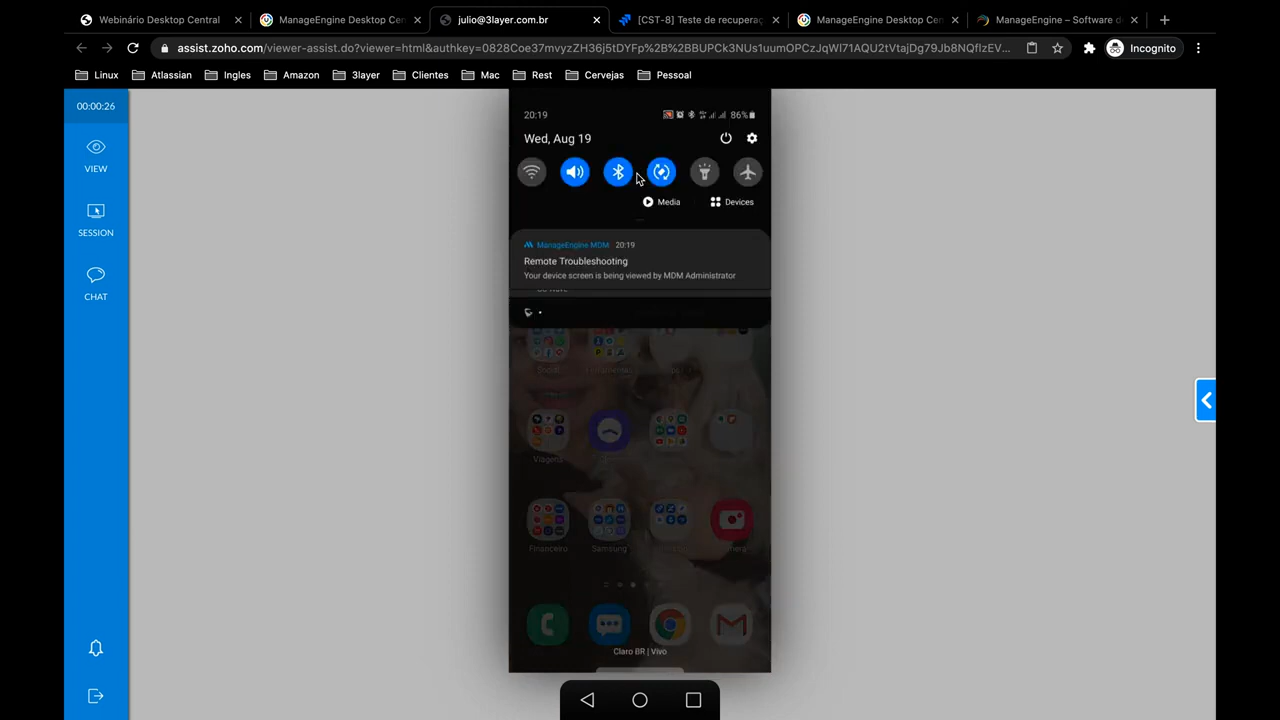 Webinário Desktop Central
ManageEngine Desktop Cen
julio@3layer.com.br
[CST-8] Teste de recuperaç
ManageEngine Desktop Cen
ManageEngine – Software d
assist.zoho.com/viewer-assist.do?viewer=html&authkey=0828Coe37mvyzZH36j5tDYFp%2B%2BBUPCk3NUs1uumOPCzJqWl71AQU2tVtajDg79Jb8NQflzEV...
Incognito
Linux
Atlassian
Ingles
Amazon
3layer
Clientes
Mac
Rest
Cervejas
Pessoal
00:00:26
VIEW
SESSION
CHAT
20:19
86%
Wed, Aug 19
Media
Devices
ManageEngine MDM 20:19
Remote Troubleshooting
Your device screen is being viewed by MDM Administrator
Social
Ferramentas
Viagens
Financeiro
Samsung
Claro BR | Vivo